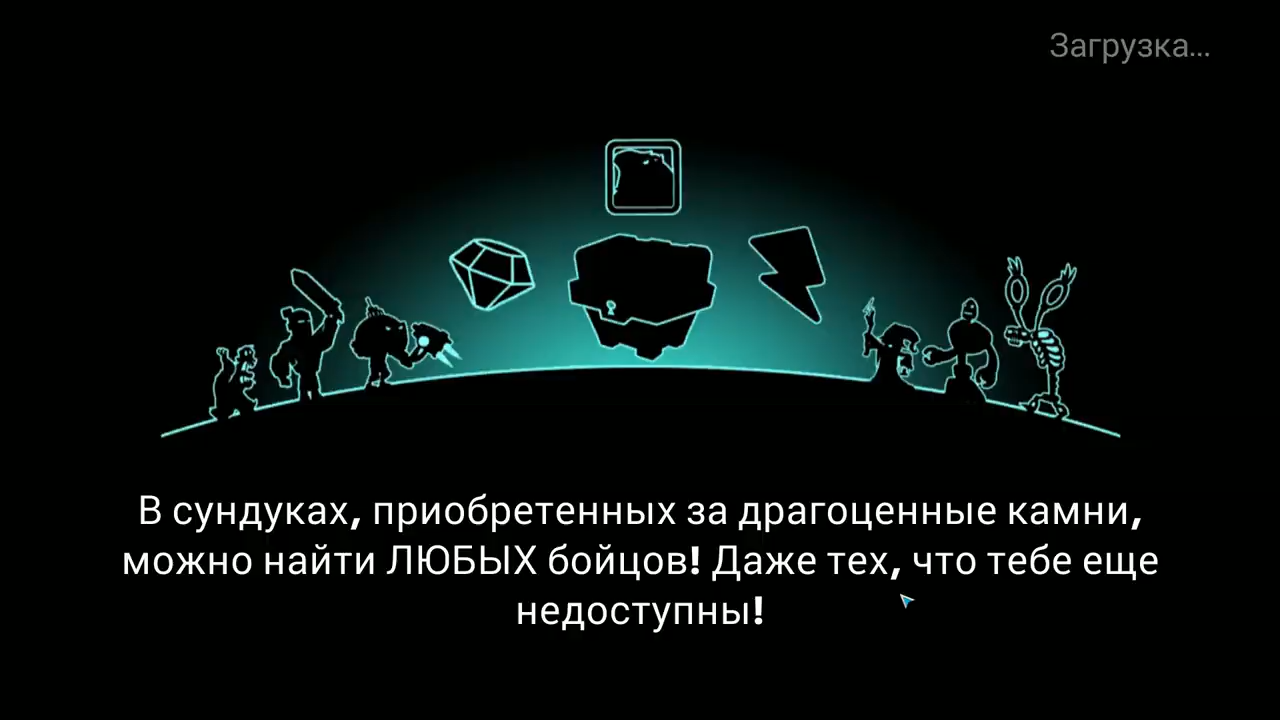 Загрузка...
В сундуках, приобретенных за драгоценные камни,
можно найти ЛЮБЫХ бойцов! Даже тех, что тебе еще
недоступны!